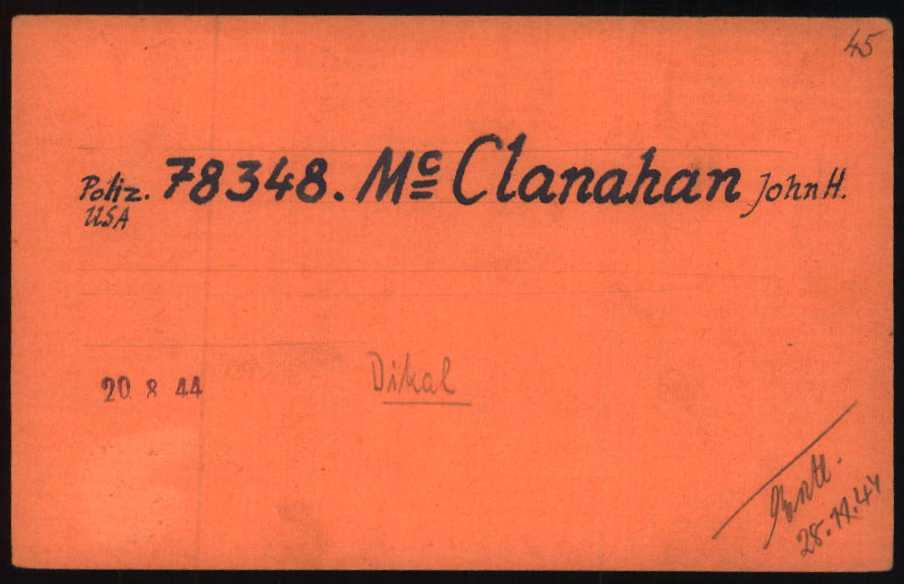 45
Poliz. 78348. Mc Clanahan John H.
USA
20. 8. 44
Dikal
Entl.
28.11.44